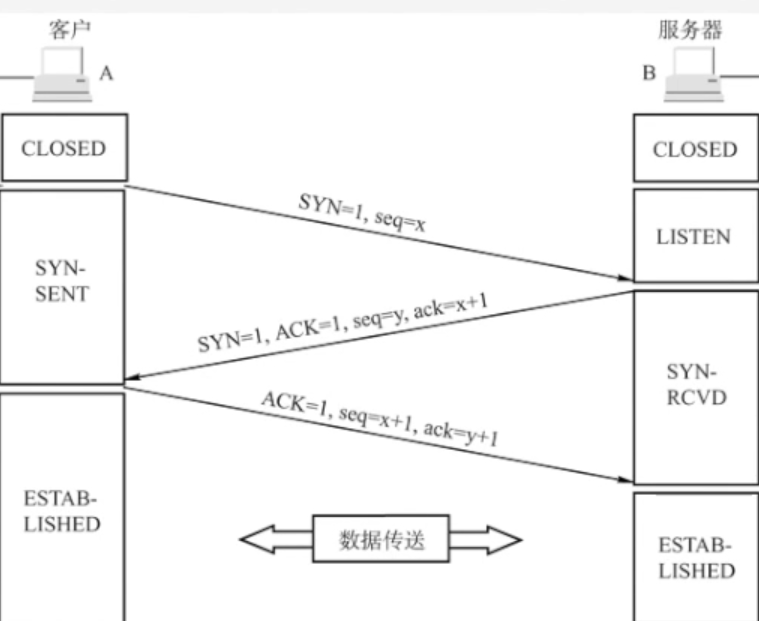 客户
服务器
A
B
CLOSED
CLOSED
SYN=1, seq=x
LISTEN
SYN-
SENT
SYN=1, ACK=1, seq=y, ack=x+1
SYN-
RCVD
ACK=1, seq=x+1, ack=y+1
ESTAB-
LISHED
数据传送
ESTAB-
LISHED